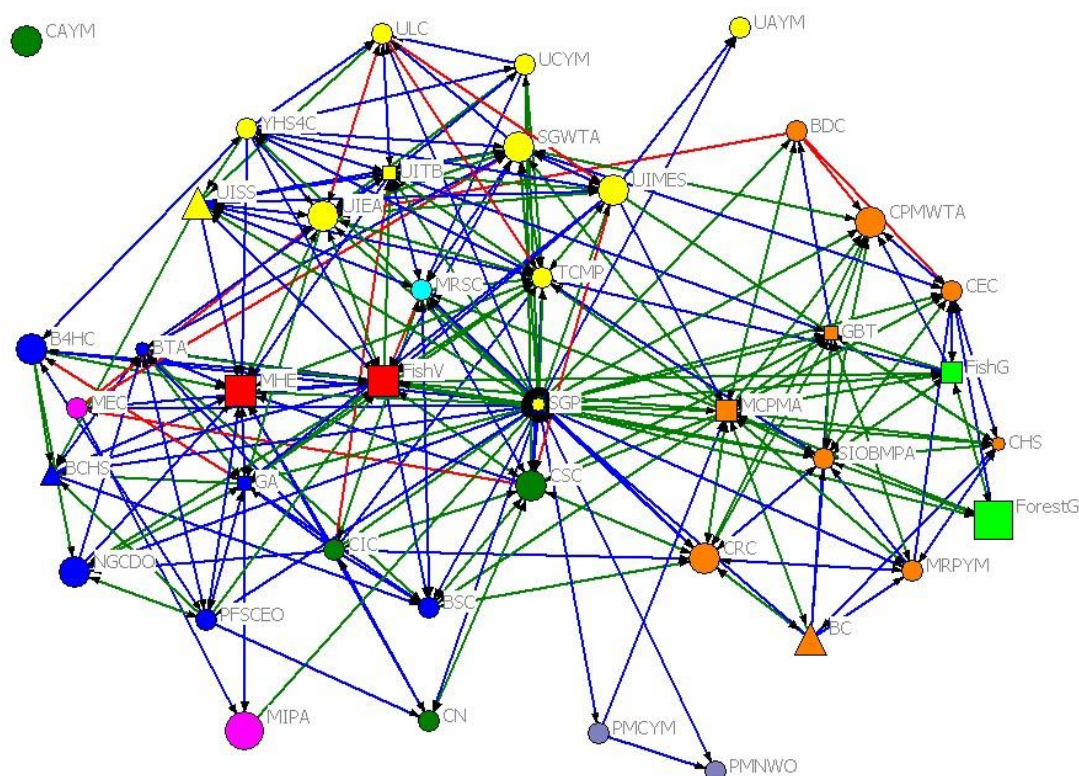 CAYM
ULC
UAYM
UCYM
YHS4C
SGWTA
BDC
UITB
UIMES
UISS
UIEA
CPMWTA
TCMP
MRSC
CEC
GBT
B4HC
BTA
FishV
FishG
MHE
MEC
SGP
MCPMA
CHS
BCHS
GA
CSC
SIOBMPA
ForestG
CIC
CRC
NGCDO
MRPYM
BSC
PFSCEO
BC
MIPA
CN
PMCYM
PMNWO